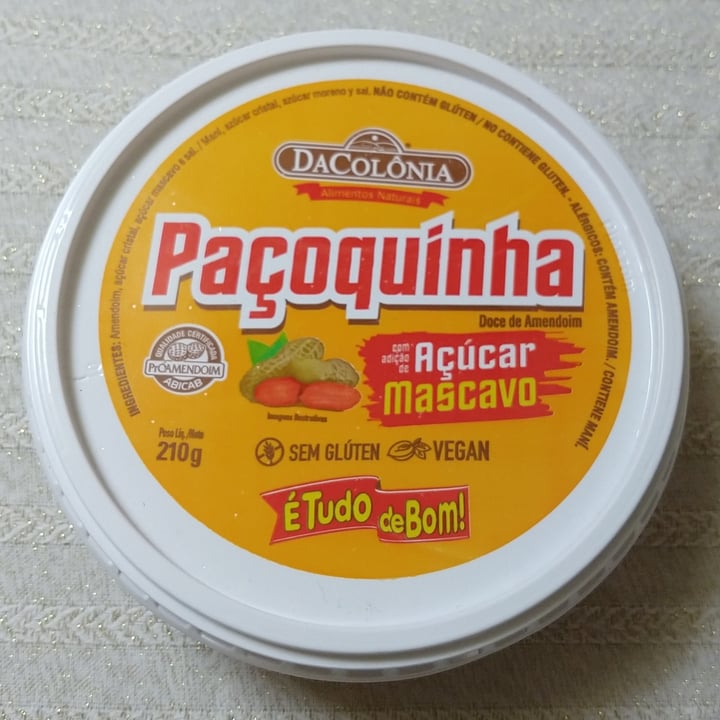 INGREDIENTES: Amendoim, açúcar cristal, açúcar mascavo e sal. / Maní, azúcar cristal, azúcar moreno y sal. NÃO CONTÉM GLÚTEN / NO CONTIENE GLUTEN. - ALÉRGICOS: CONTÉM AMENDOIM. / CONTIENE MANÍ.
DACOLÔNIA
Alimentos Naturais
Paçoquinha
Doce de Amendoim
com adição de Açúcar
Mascavo
QUALIDADE CERTIFICADA
PRÓAMENDOIM
ABICAB
Imagens Ilustrativas
Peso Líq./Neto
210g
SEM GLÚTEN VEGAN
É Tudo de Bom!